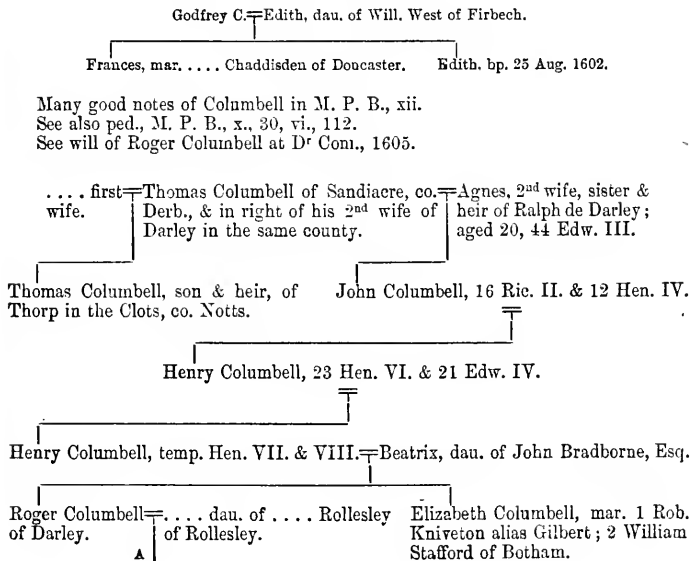 Godfrey C.=Edith, dau. of Will. West of Firbech.
Frances, mar. .... Chaddisden of Doncaster. Edith, bp. 25 Aug. 1602.
Many good notes of Columbell in M. P. B., xii.
See also ped., M. P. B., x., 30, vi., 112.
See will of Roger Columbell at Dr Com., 1605.
.... first=Thomas Columbell of Sandiacre, co.=Agnes, 2nd wife, sister &
wife. Derb., & in right of his 2nd wife of heir of Ralph de Darley;
Darley in the same county. aged 20, 44 Edw. III.
Thomas Columbell, son & heir, of John Columbell, 16 Ric. II. & 12 Hen. IV.
Thorp in the Clots, co. Notts.
Henry Columbell, 23 Hen. VI. & 21 Edw. IV.
Henry Columbell, temp. Hen. VII. & VIII.=Beatrix, dau. of John Bradborne, Esq.
Roger Columbell=.... dau. of .... Rollesley Elizabeth Columbell, mar. 1 Rob.
of Darley. of Rollesley. Kniveton alias Gilbert; 2 William
A Stafford of Botham.